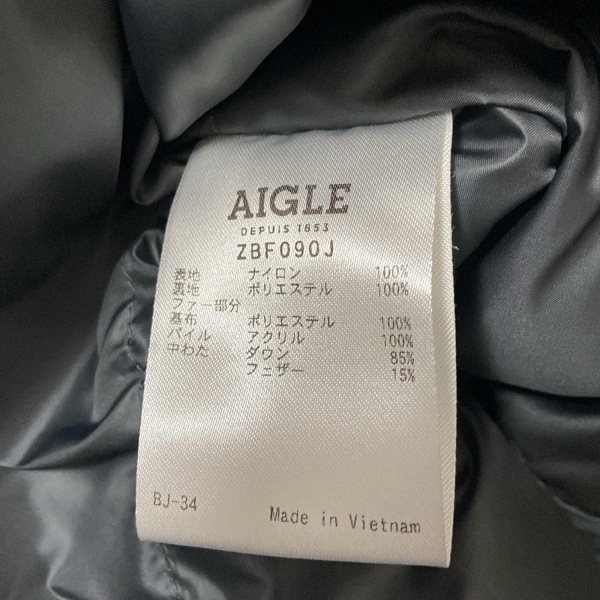 AIGLE
DEPUIS 1853
ZBF090J
表地 ナイロン 100%
裏地 ポリエステル 100%
ファー部分
基布 ポリエステル 100%
パイル アクリル 100%
中わた ダウン 85%
フェザー 15%
BJ-34 Made in Vietnam